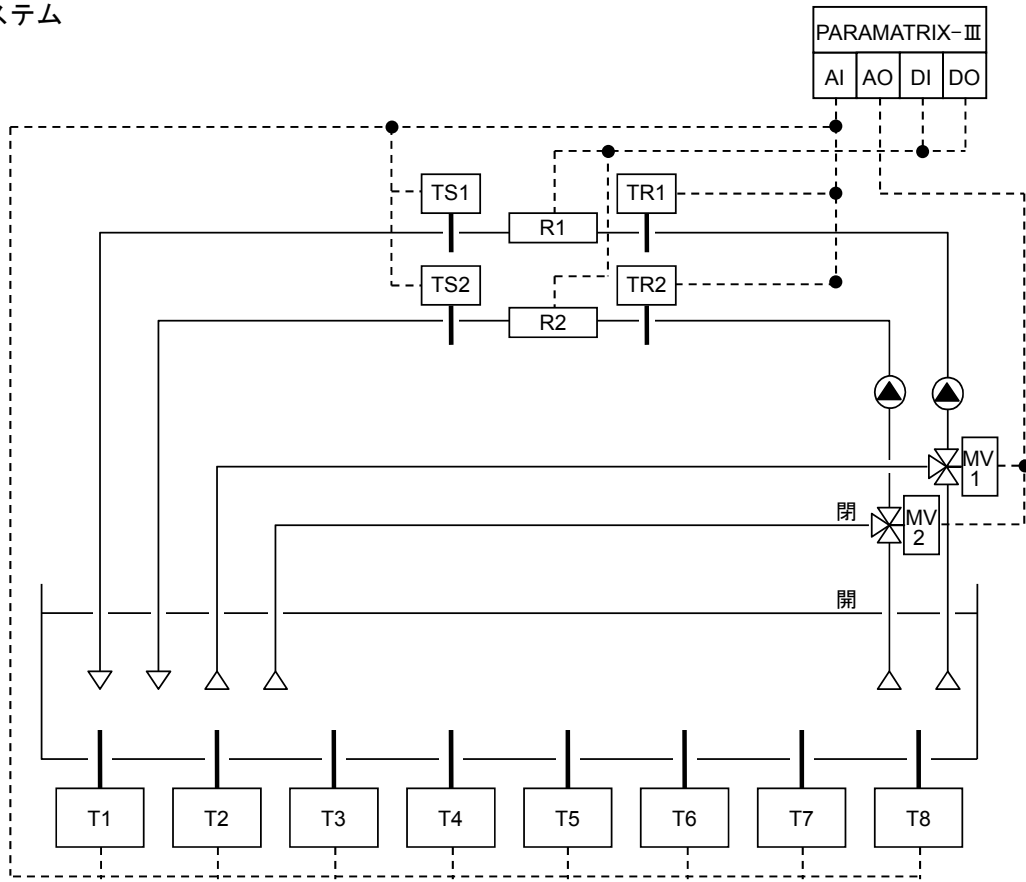 ステム
PARAMATRIX-Ⅲ
AI AO DI DO
TS1
R1
TR1
TS2
R2
TR2
MV
1
閉
MV
2
開
T1 T2 T3 T4 T5 T6 T7 T8